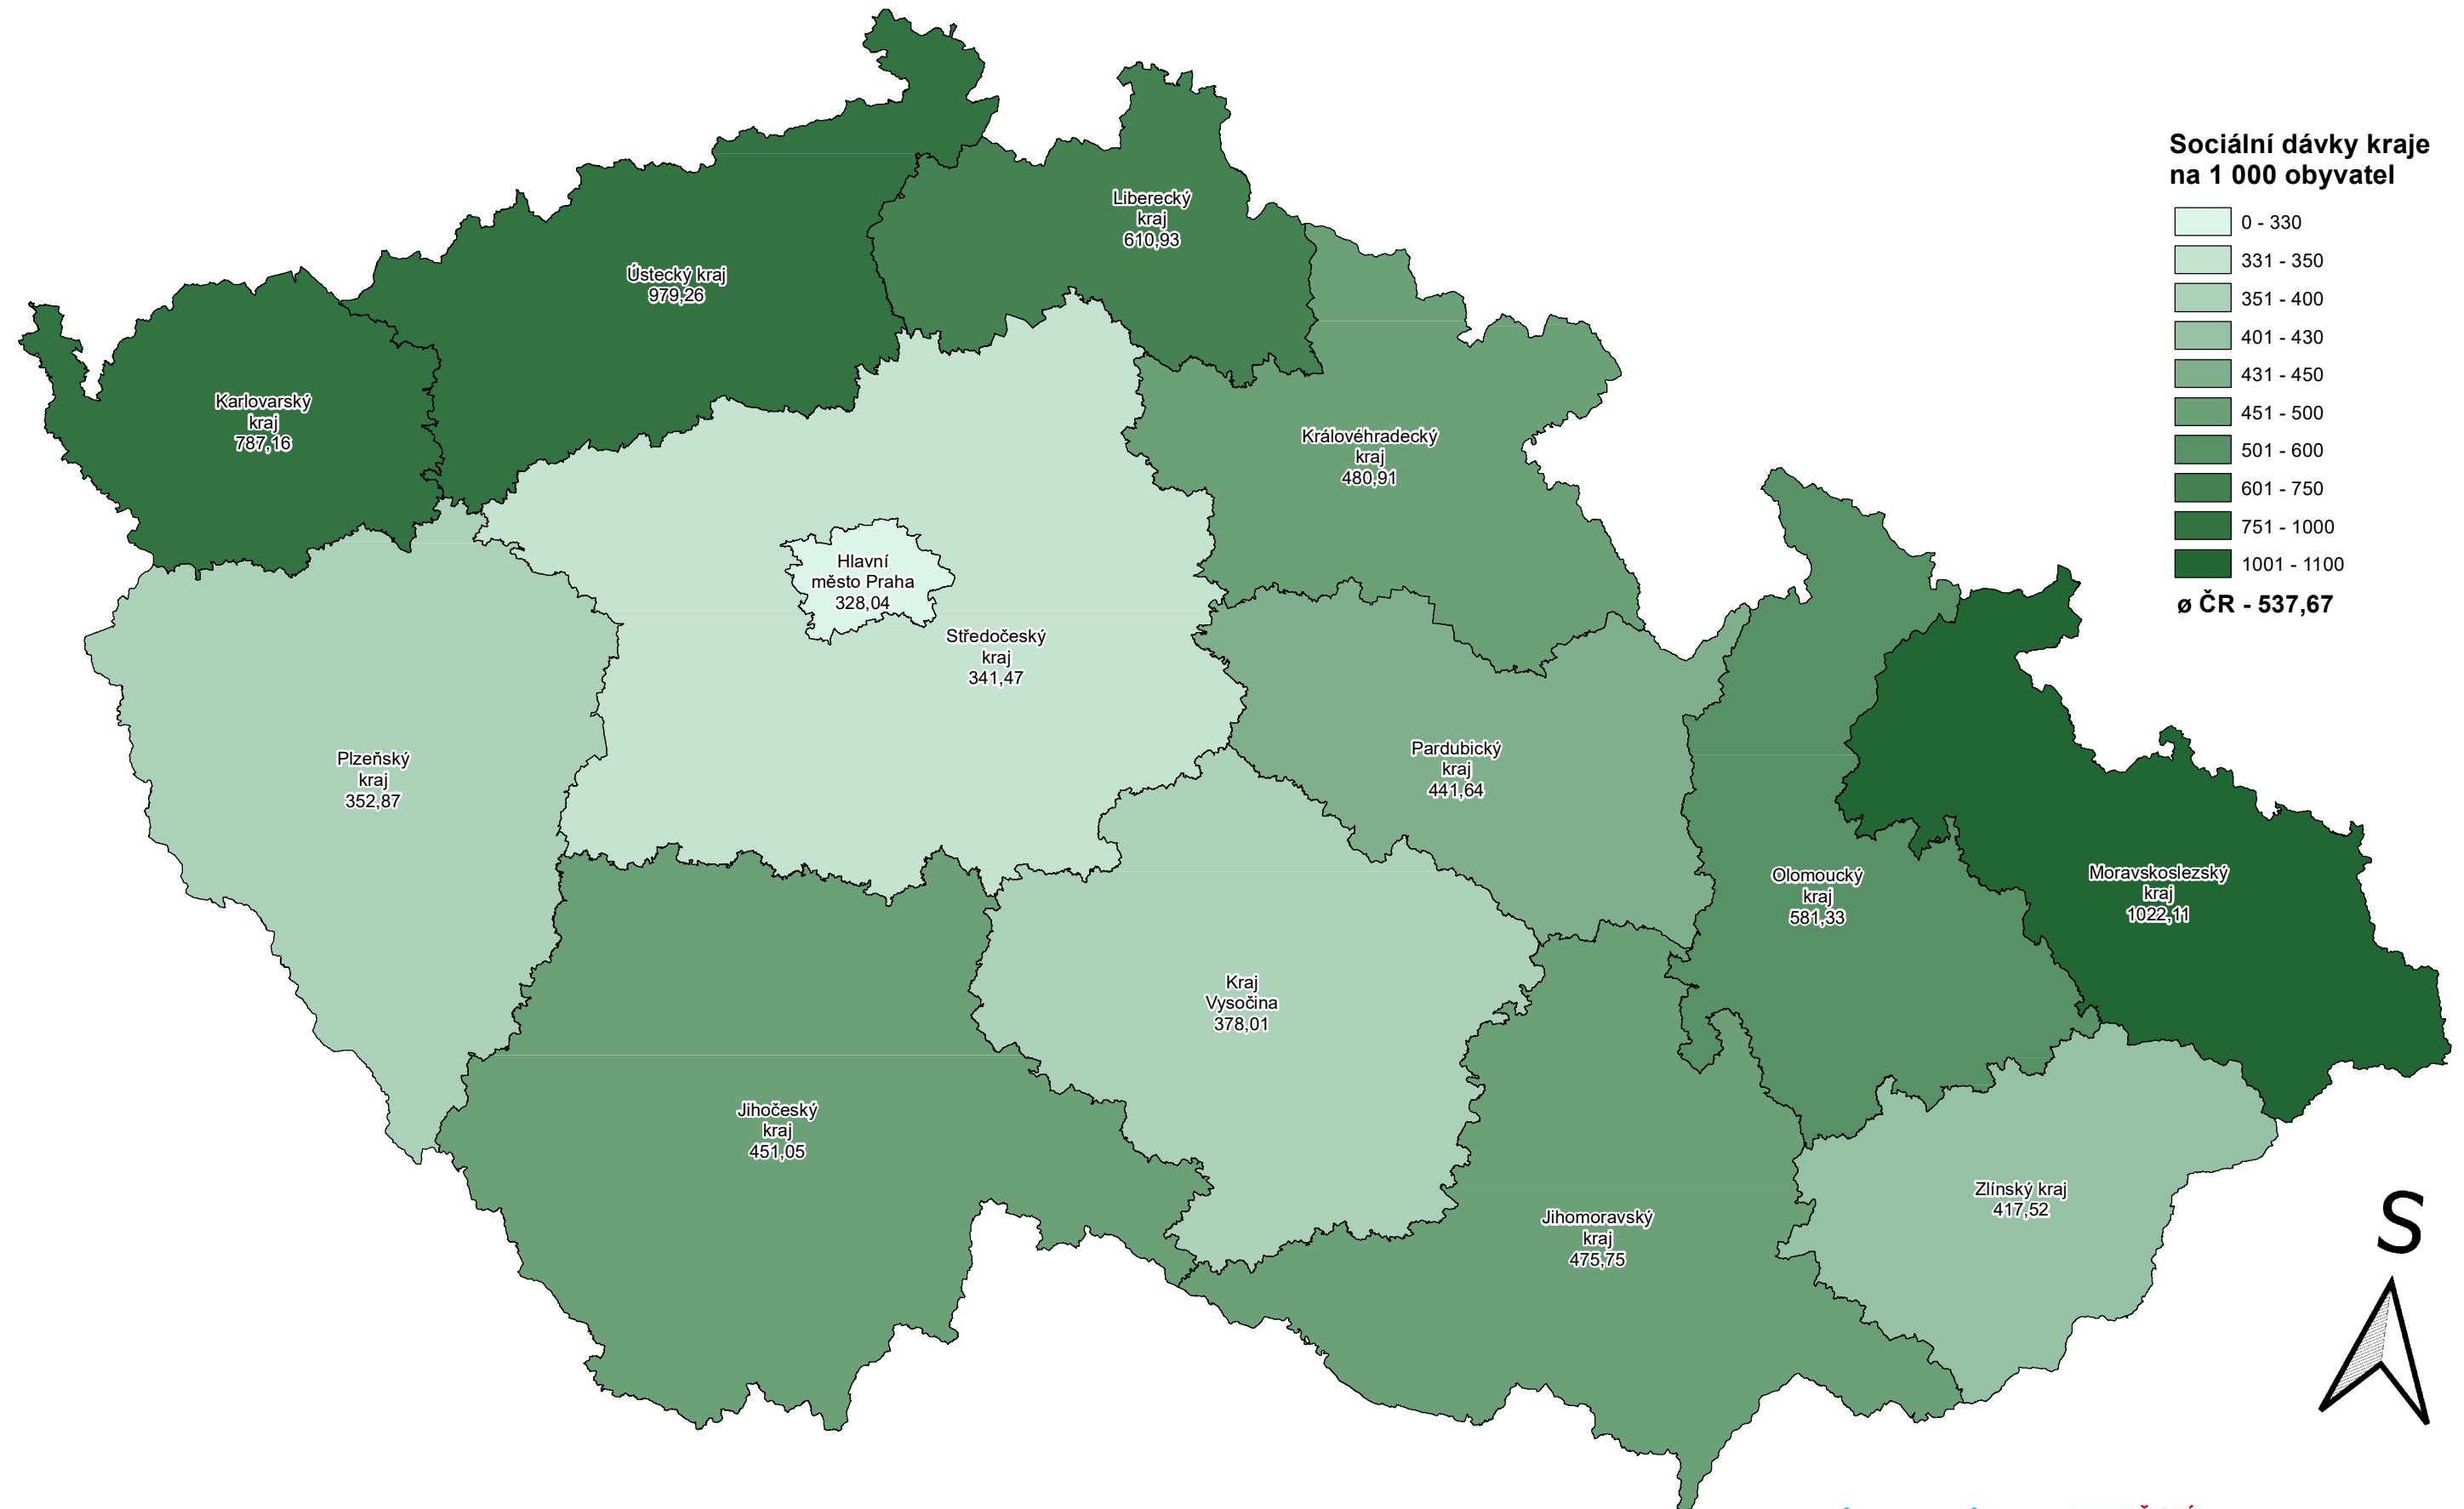 Sociální dávky kraje
na 1 000 obyvatel
0 - 330
331 - 350
351 - 400
401 - 430
431 - 450
451 - 500
501 - 600
601 - 750
751 - 1000
1001 - 1100
ø ČR - 537,67
Liberecký
kraj
610,93
Ústecký kraj
979,26
Karlovarský
kraj
787,16
Královéhradecký
kraj
480,91
Hlavní
město Praha
328,04
Středočeský
kraj
341,47
Plzeňský
kraj
352,87
Pardubický
kraj
441,64
Olomoucký
kraj
581,33
Moravskoslezský
kraj
1022,11
Kraj
Vysočina
378,01
Jihočeský
kraj
451,05
Zlínský kraj
417,52
Jihomoravský
kraj
475,75
S